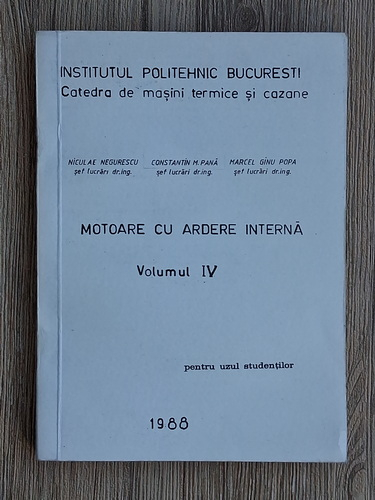 INSTITUTUL POLITEHNIC BUCURESTI
Catedra de mașini termice și cazane
NICULAE NEGURESCU CONSTANTIN M. PANĂ MARCEL GINU POPA
șef lucrări dr.ing. șef lucrări dr.ing. șef lucrări dr.ing.
MOTOARE CU ARDERE INTERNĂ
Volumul IV
pentru uzul studenților
1988